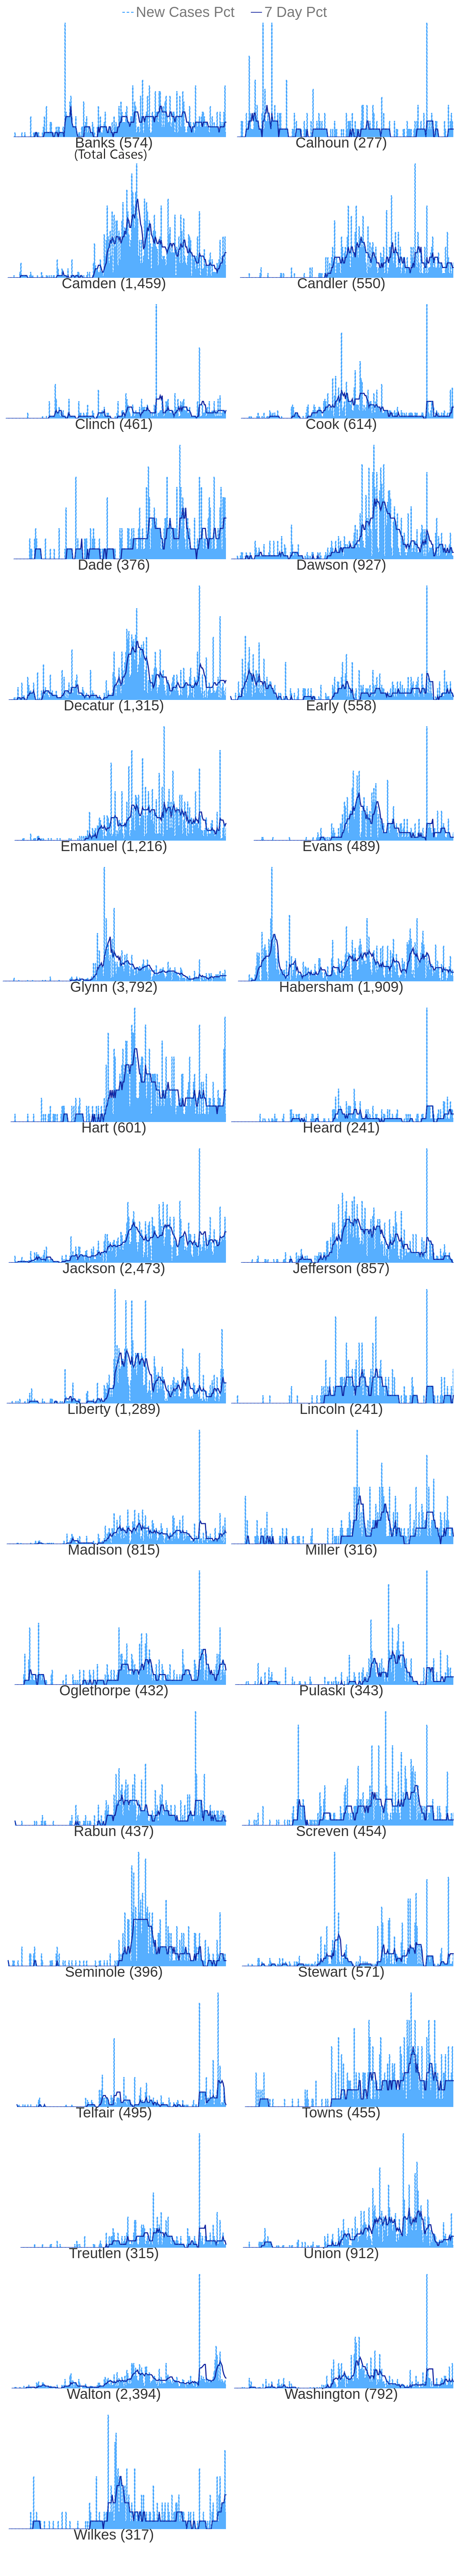 New Cases Pct 7 Day Pct
Banks (574) Calhoun (277)
(Total Cases)
Camden (1,459) Candler (550)
Clinch (461) Cook (614)
Dade (376) Dawson (927)
Decatur (1,315) Early (558)
Emanuel (1,216) Evans (489)
Glynn (3,792) Habersham (1,909)
Hart (601) Heard (241)
Jackson (2,473) Jefferson (857)
Liberty (1,289) Lincoln (241)
Madison (815) Miller (316)
Oglethorpe (432) Pulaski (343)
Rabun (437) Screven (454)
Seminole (396) Stewart (571)
Telfair (495) Towns (455)
Treutlen (315) Union (912)
Walton (2,394) Washington (792)
Wilkes (317)